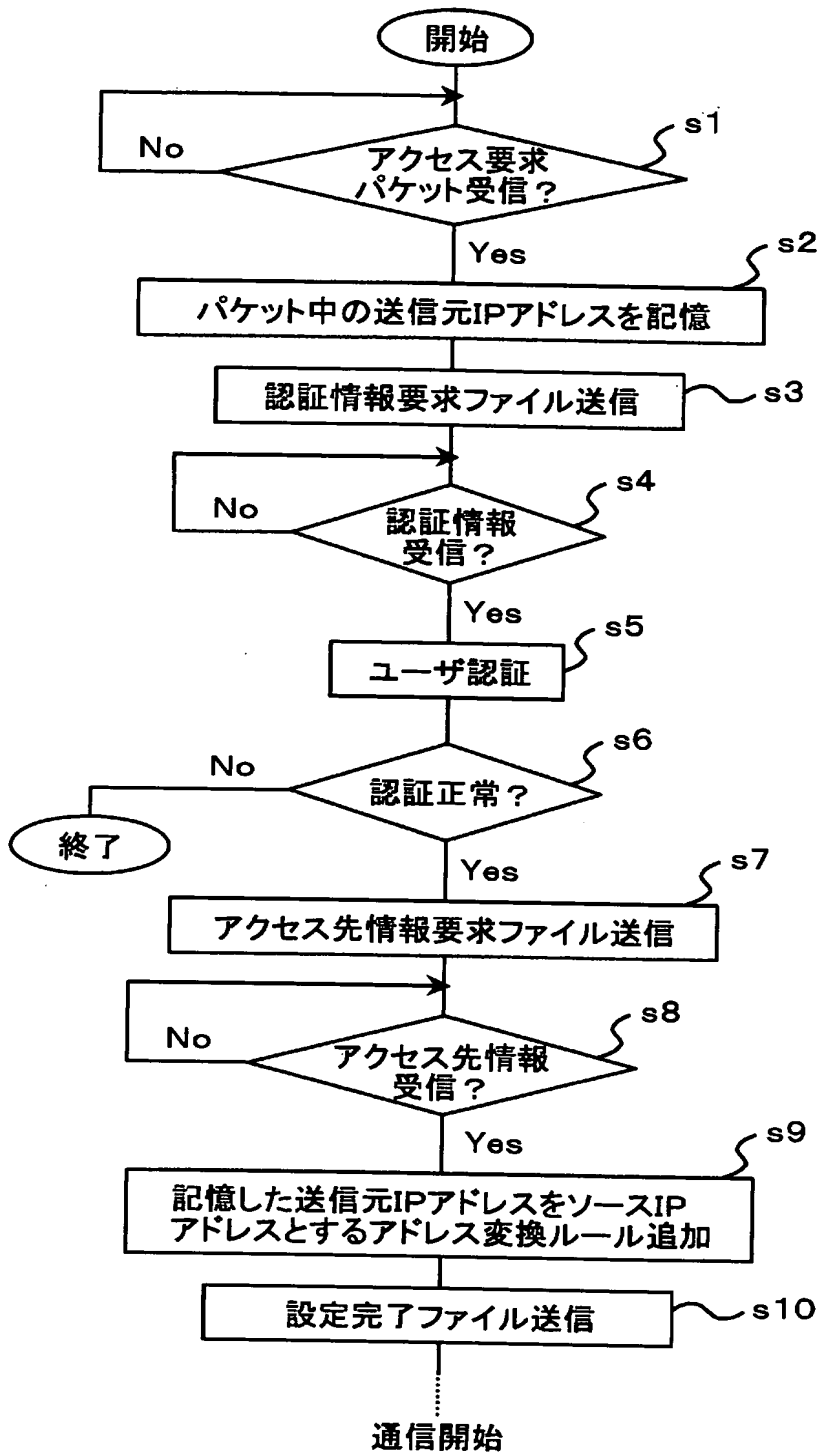 開始
s1
No
アクセス要求
パケット受信？
Yes
s2
パケット中の送信元IPアドレスを記憶
認証情報要求ファイル送信
s3
s4
No
認証情報
受信？
Yes
s5
ユーザ認証
s6
No
認証正常？
終了
Yes
s7
アクセス先情報要求ファイル送信
s8
No
アクセス先情報
受信？
Yes
s9
記憶した送信元IPアドレスをソースIP
アドレスとするアドレス変換ルール追加
設定完了ファイル送信
s10
通信開始